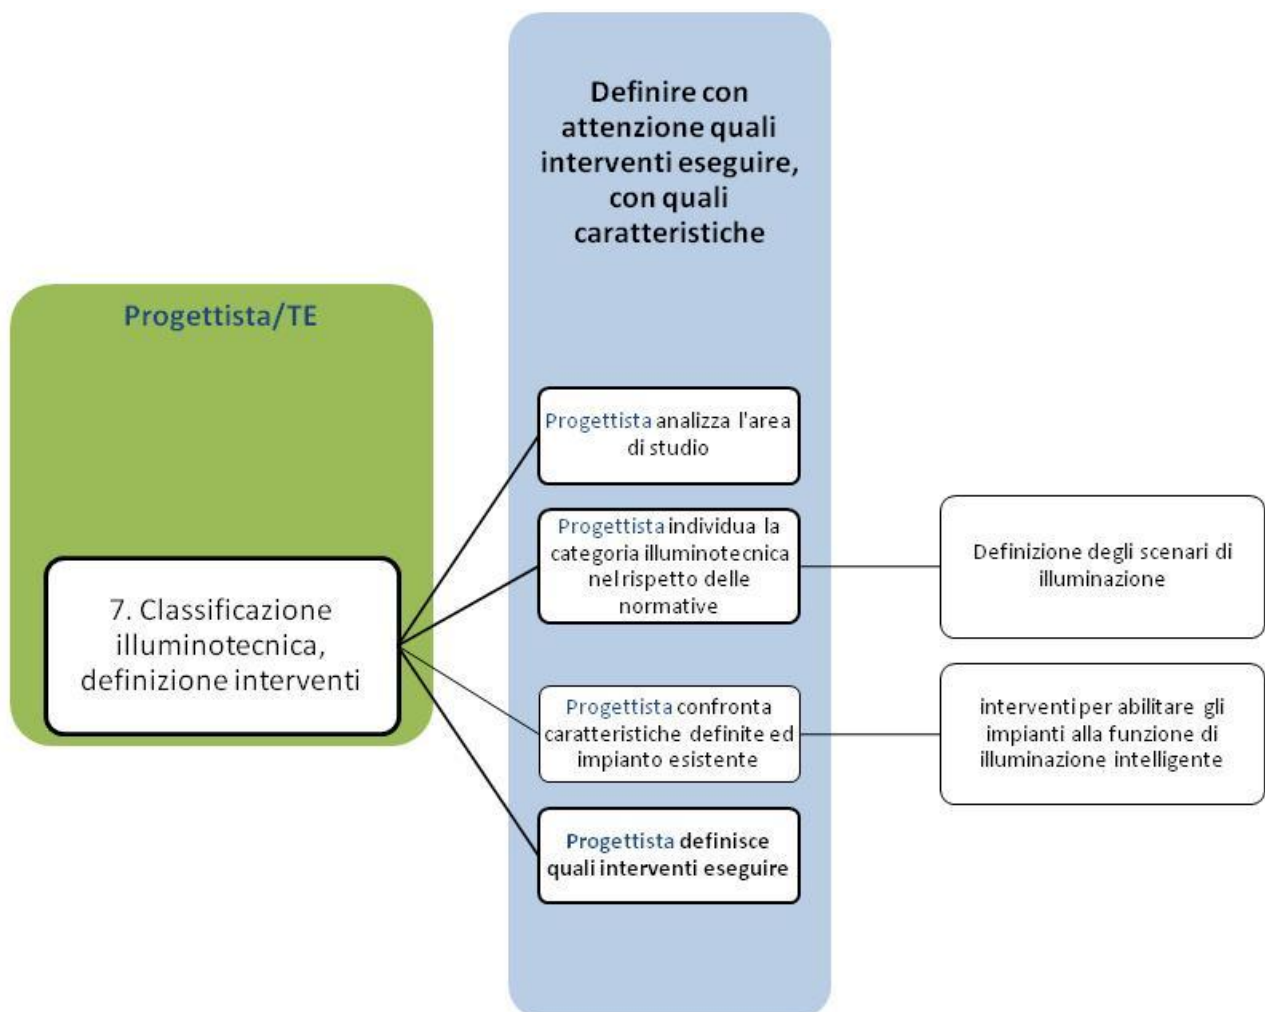 Definire con
attenzione quali
interventi eseguire,
con quali
caratteristiche
Progettista/TE
7. Classificazione
illuminotecnica,
definizione interventi
Progettista analizza l'area
di studio
Progettista individua la
categoria illuminotecnica
nel rispetto delle
normative
Definizione degli scenari di
illuminazione
Progettista confronta
caratteristiche definite ed
impianto esistente
interventi per abilitare gli
impianti alla funzione di
illuminazione intelligente
Progettista definisce
quali interventi eseguire